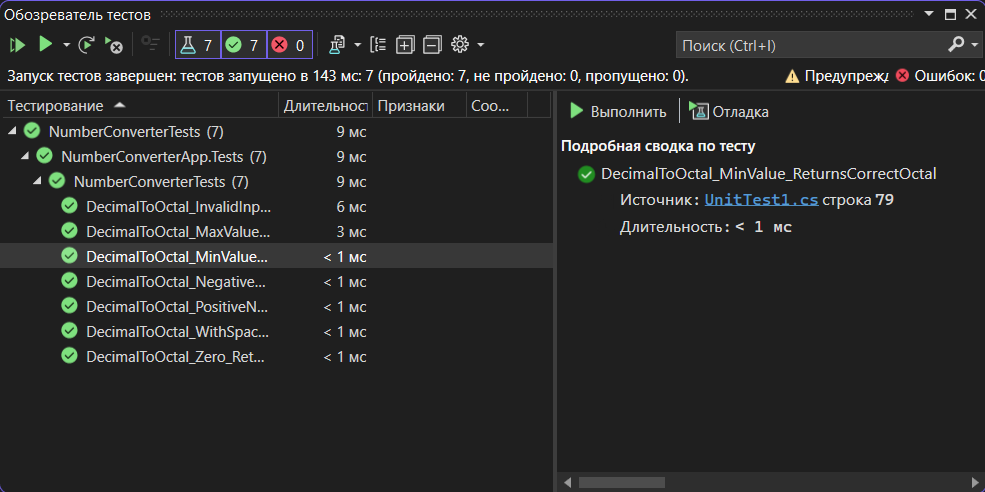 Обозреватель тестов
7 7 0
Поиск (Ctrl+I)
Запуск тестов завершен: тестов запущено в 143 мс: 7 (пройдено: 7, не пройдено: 0, пропущено: 0).
Предупрежд
Ошибок: 0
Тестирование Длительност Признаки Соо...
NumberConverterTests (7) 9 мс
NumberConverterApp.Tests (7) 9 мс
NumberConverterTests (7) 9 мс
DecimalToOctal_InvalidInp... 6 мс
DecimalToOctal_MaxValue... 3 мс
DecimalToOctal_MinValue... < 1 мс
DecimalToOctal_Negative... < 1 мс
DecimalToOctal_PositiveN... < 1 мс
DecimalToOctal_WithSpac... < 1 мс
DecimalToOctal_Zero_Ret... < 1 мс
Выполнить Отладка
Подробная сводка по тесту
DecimalToOctal_MinValue_ReturnsCorrectOctal
Источник: UnitTest1.cs строка 79
Длительность: < 1 мс